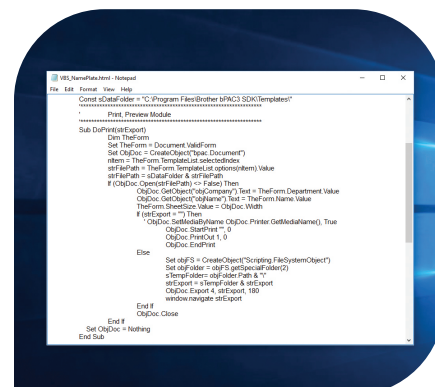 VBS_NamePlate.html - Notepad
File Edit Format View Help
Const sDataFolder = "C:\Program Files\Brother bPAC3 SDK\Templates\"
'*******************************************************************
' Print, Preview Module
'*******************************************************************
Sub DoPrint(strExport)
Dim TheForm
Set TheForm = Document.ValidForm
Set ObjDoc = CreateObject("bpac.Document")
nItem = TheForm.TemplateList.selectedIndex
strFilePath = TheForm.TemplateList.options(nItem).Value
strFilePath = sDataFolder & strFilePath
If (ObjDoc.Open(strFilePath) <> False) Then
ObjDoc.GetObject("objCompany").Text = TheForm.Department.Value
ObjDoc.GetObject("objName").Text = TheForm.Name.Value
TheForm.SheetSize.Value = ObjDoc.Width
If (strExport = "") Then
' ObjDoc.SetMediaByName ObjDoc.Printer.GetMediaName(), True
ObjDoc.StartPrint "", 0
ObjDoc.PrintOut 1, 0
ObjDoc.EndPrint
Else
Set objFS = CreateObject("Scripting.FileSystemObject")
Set objFolder = objFS.getSpecialFolder(2)
sTempFolder= objFolder.Path & "\"
strExport = sTempFolder & strExport
ObjDoc.Export 4, strExport, 180
window.navigate strExport
End If
ObjDoc.Close
End If
Set ObjDoc = Nothing
End Sub